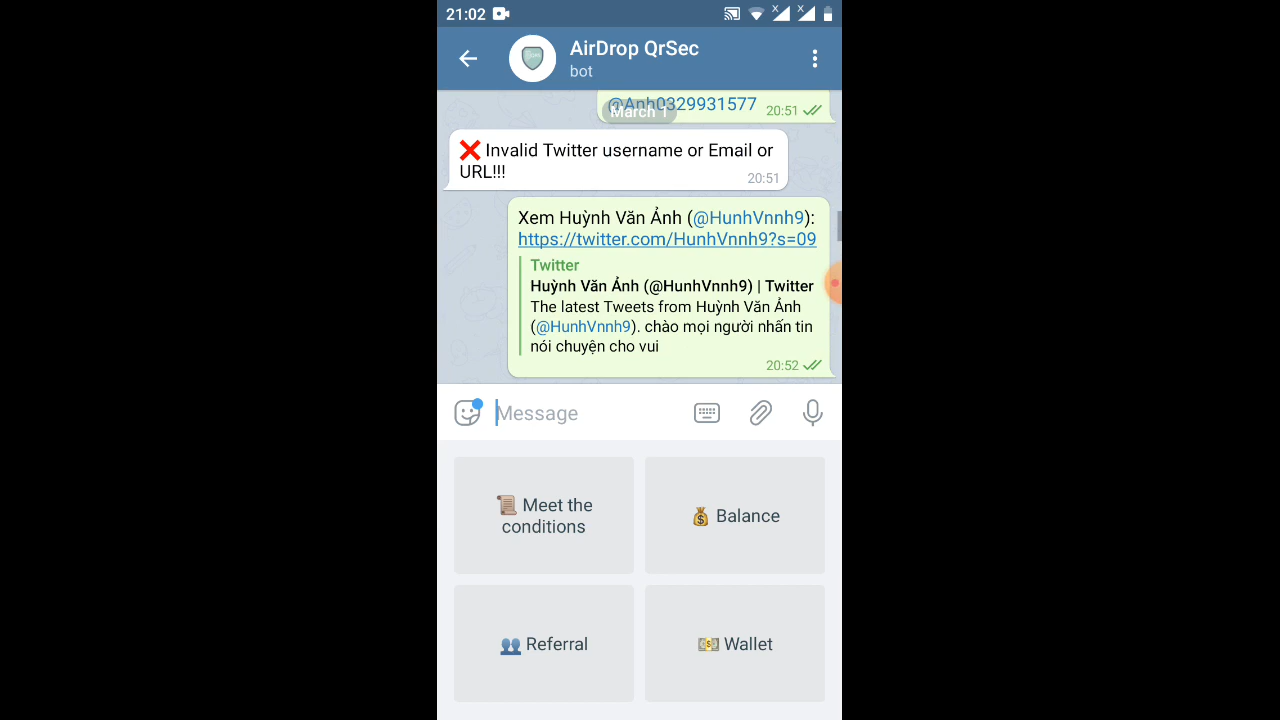 21:02
AirDrop QrSec
bot
@Anh0329931577
20:51
March 1
❌ Invalid Twitter username or Email or
URL!!!
20:51
Xem Huỳnh Văn Ảnh (@HunhVnnh9):
https://twitter.com/HunhVnnh9?s=09
Twitter
Huỳnh Văn Ảnh (@HunhVnnh9) | Twitter
The latest Tweets from Huỳnh Văn Ảnh
(@HunhVnnh9). chào mọi người nhấn tin
nói chuyện cho vui
20:52
Message
📜 Meet the
conditions
💰 Balance
👥 Referral
💵 Wallet